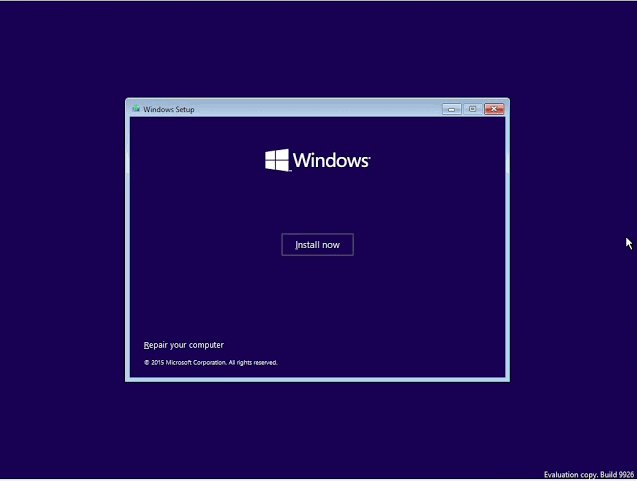 Windows Setup
Windows
Install now
Repair your computer
© 2015 Microsoft Corporation. All rights reserved.
Evaluation copy. Build 9926